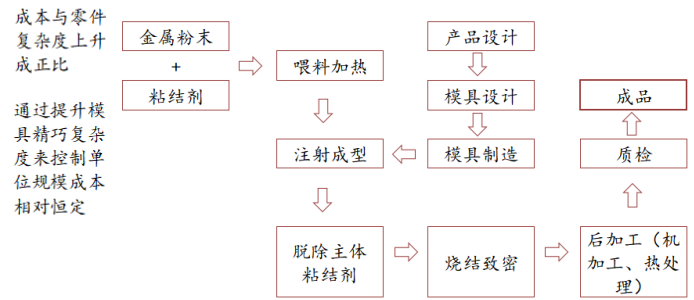 成本与零件
复杂度上升
成正比
通过提升模
具精巧复杂
度来控制单
位规模成本
相对恒定
金属粉末
+
粘结剂
喂料加热
注射成型
产品设计
模具设计
模具制造
脱除主体
粘结剂
烧结致密
后加工（机
加工、热处
理）
质检
成品